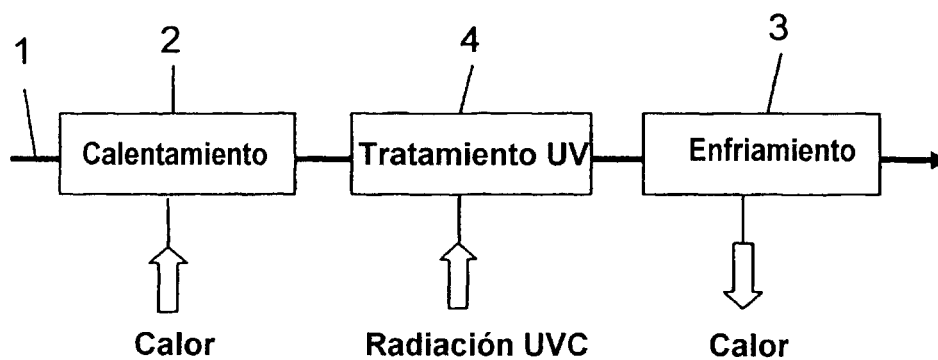 1
2
4
3
Calentamiento
Tratamiento UV
Enfriamiento
Calor
Radiación UVC
Calor